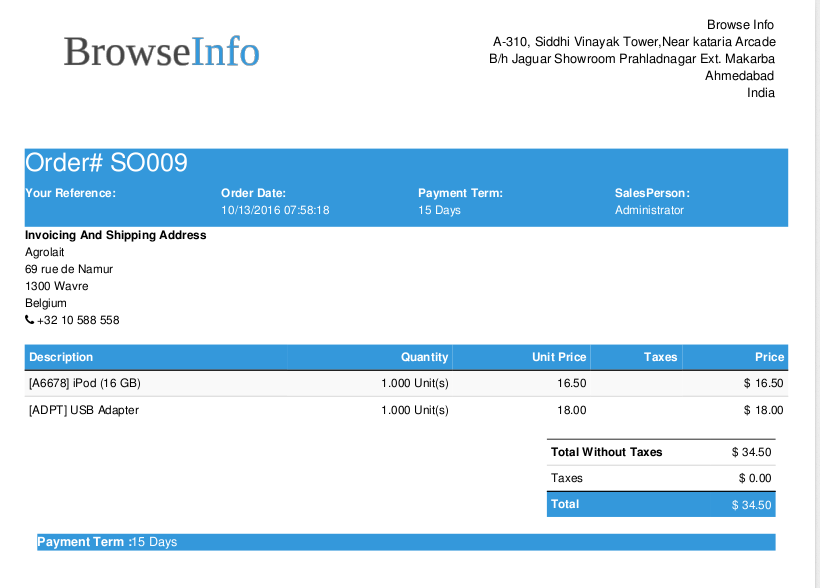 BrowseInfo
Browse Info
A-310, Siddhi Vinayak Tower,Near kataria Arcade
B/h Jaguar Showroom Prahladnagar Ext. Makarba
Ahmedabad
India
Order# SO009
Your Reference: Order Date: Payment Term: SalesPerson:
10/13/2016 07:58:18 15 Days Administrator
Invoicing And Shipping Address
Agrolait
69 rue de Namur
1300 Wavre
Belgium
+32 10 588 558
Description Quantity Unit Price Taxes Price
[A6678] iPod (16 GB) 1.000 Unit(s) 16.50 $ 16.50
[ADPT] USB Adapter 1.000 Unit(s) 18.00 $ 18.00
Total Without Taxes $ 34.50
Taxes $ 0.00
Total $ 34.50
Payment Term :15 Days